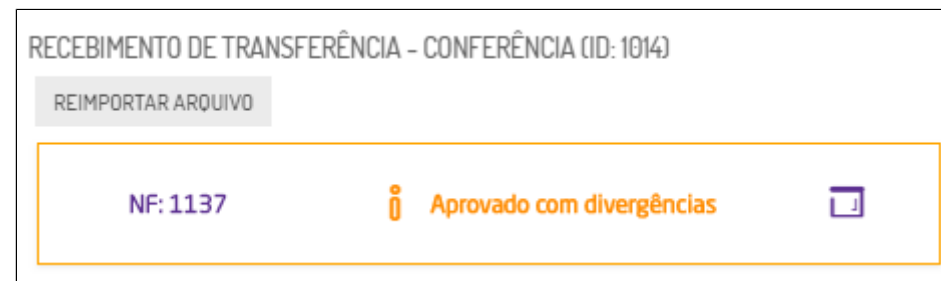 RECEBIMENTO DE TRANSFERÊNCIA - CONFERÊNCIA (ID: 1014)
REIMPORTAR ARQUIVO
NF: 1137 Aprovado com divergências